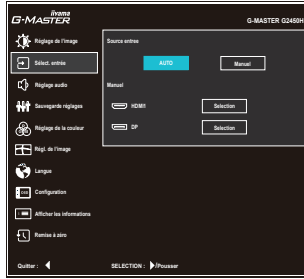 iiyama
G-MASTER
G-MASTER G2450H
Réglage de l'image
Sélect. entrée
Réglage audio
Sauvegarde réglages
Réglage de la couleur
Régl. de l'image
Langue
Configuration
OSD
Afficher les informations
Remise à zéro
Source entree
AUTO
Manuel
Manuel
HDMI1
Selection
DP
Selection
Quitter :
SELECTION : /Pousser